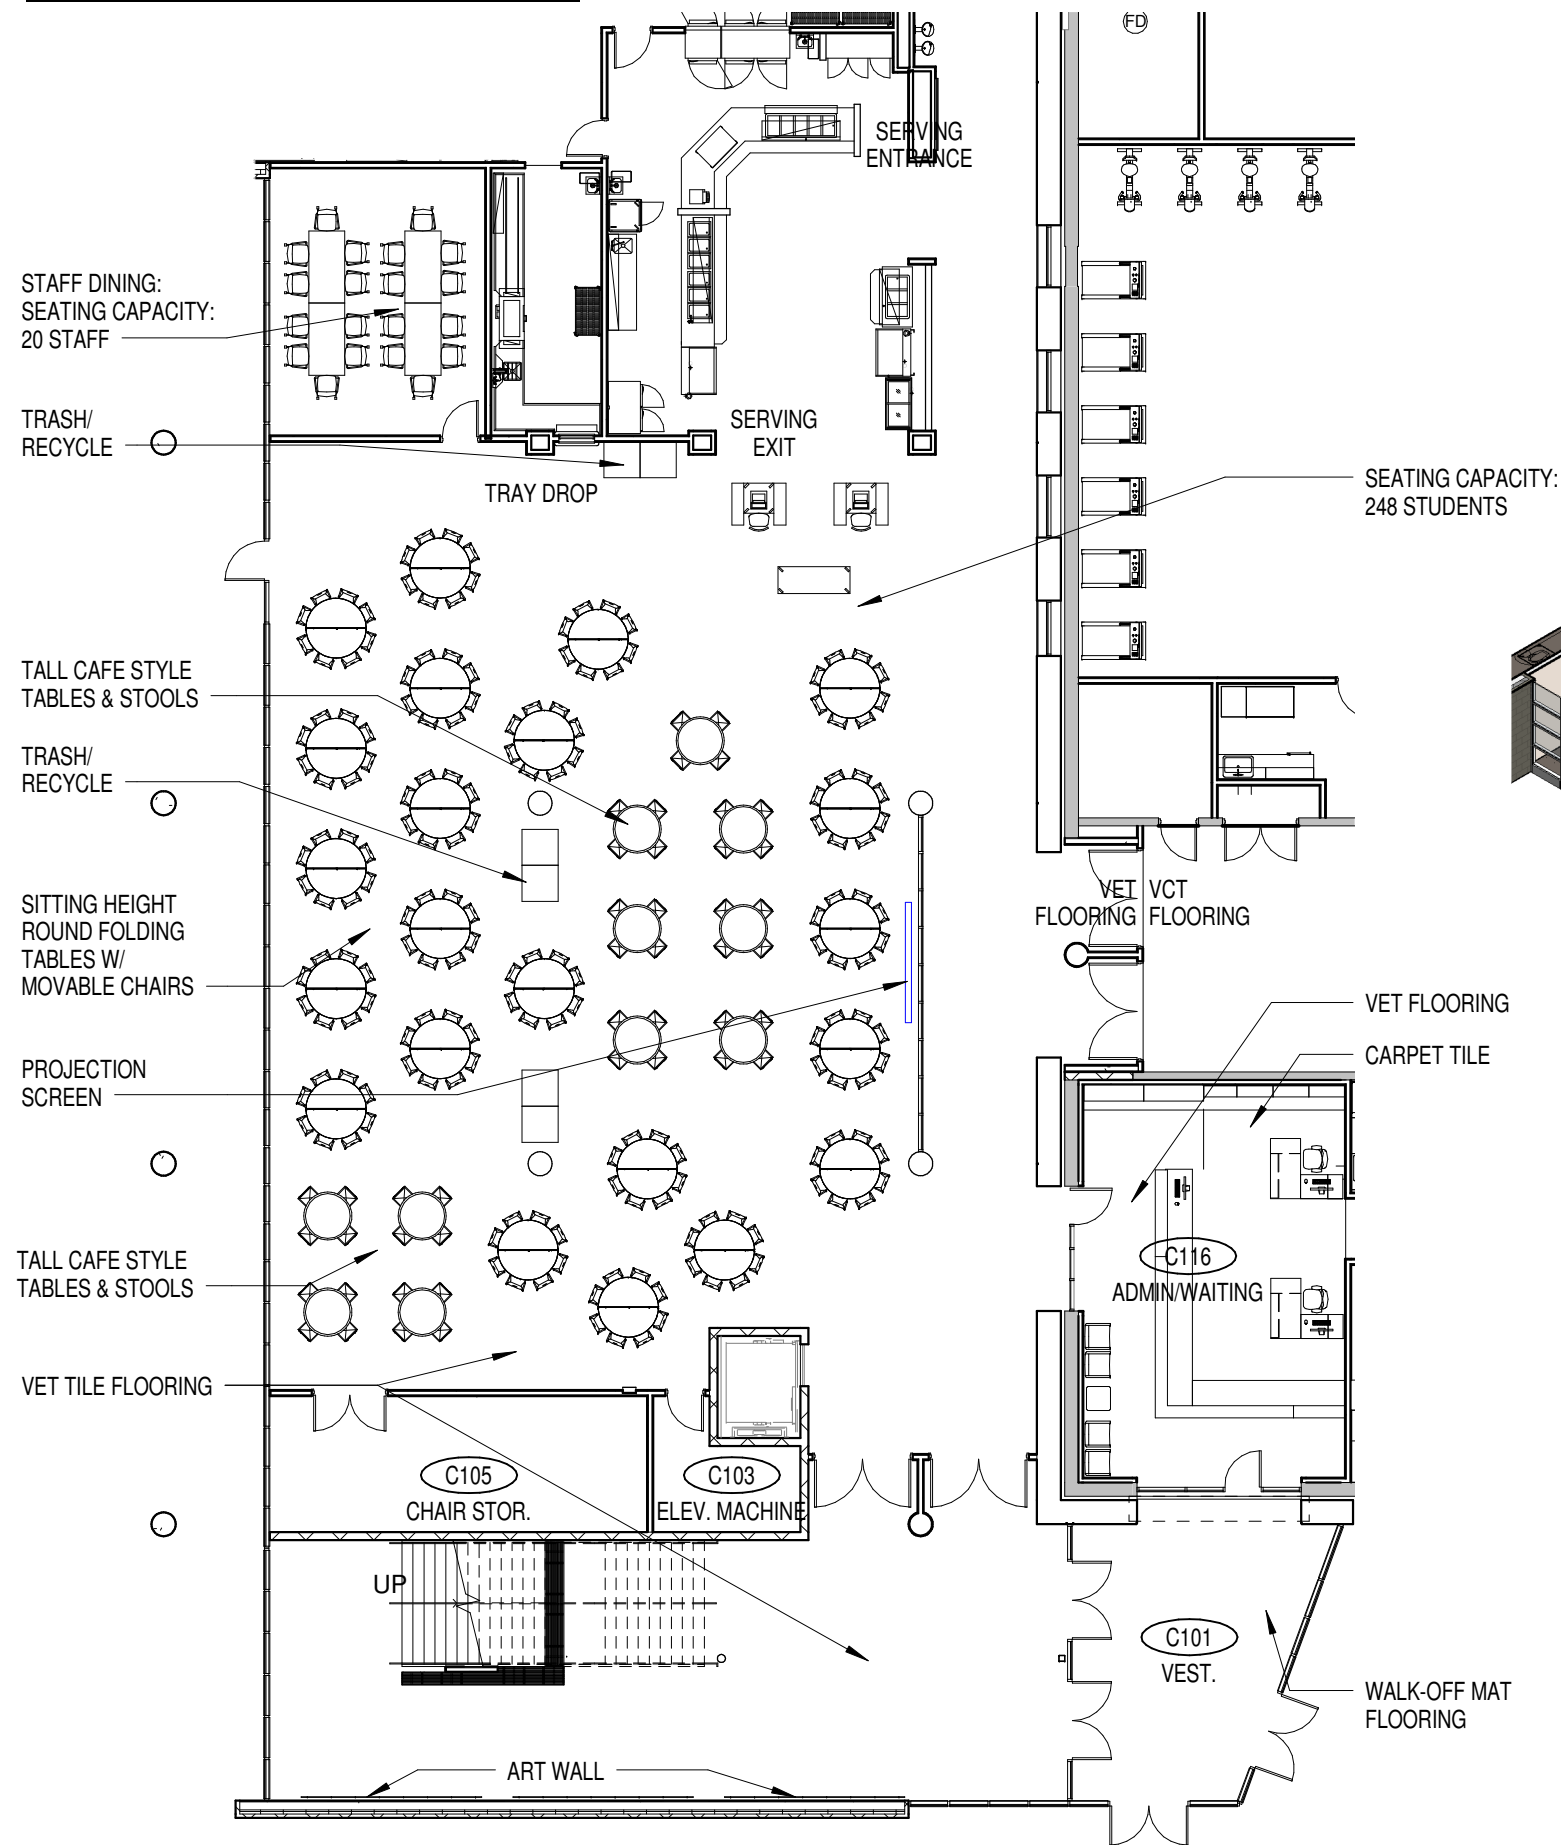 FD
SERVING
ENTRANCE
STAFF DINING:
SEATING CAPACITY:
20 STAFF
TRASH/
RECYCLE
SERVING
EXIT
TRAY DROP
SEATING CAPACITY:
248 STUDENTS
TALL CAFE STYLE
TABLES & STOOLS
TRASH/
RECYCLE
VET
FLOORING
VCT
FLOORING
SITTING HEIGHT
ROUND FOLDING
TABLES W/
MOVABLE CHAIRS
VET FLOORING
CARPET TILE
PROJECTION
SCREEN
C116
ADMIN/WAITING
TALL CAFE STYLE
TABLES & STOOLS
VET TILE FLOORING
C105
CHAIR STOR.
C103
ELEV. MACHINE
UP
C101
VEST.
WALK-OFF MAT
FLOORING
ART WALL